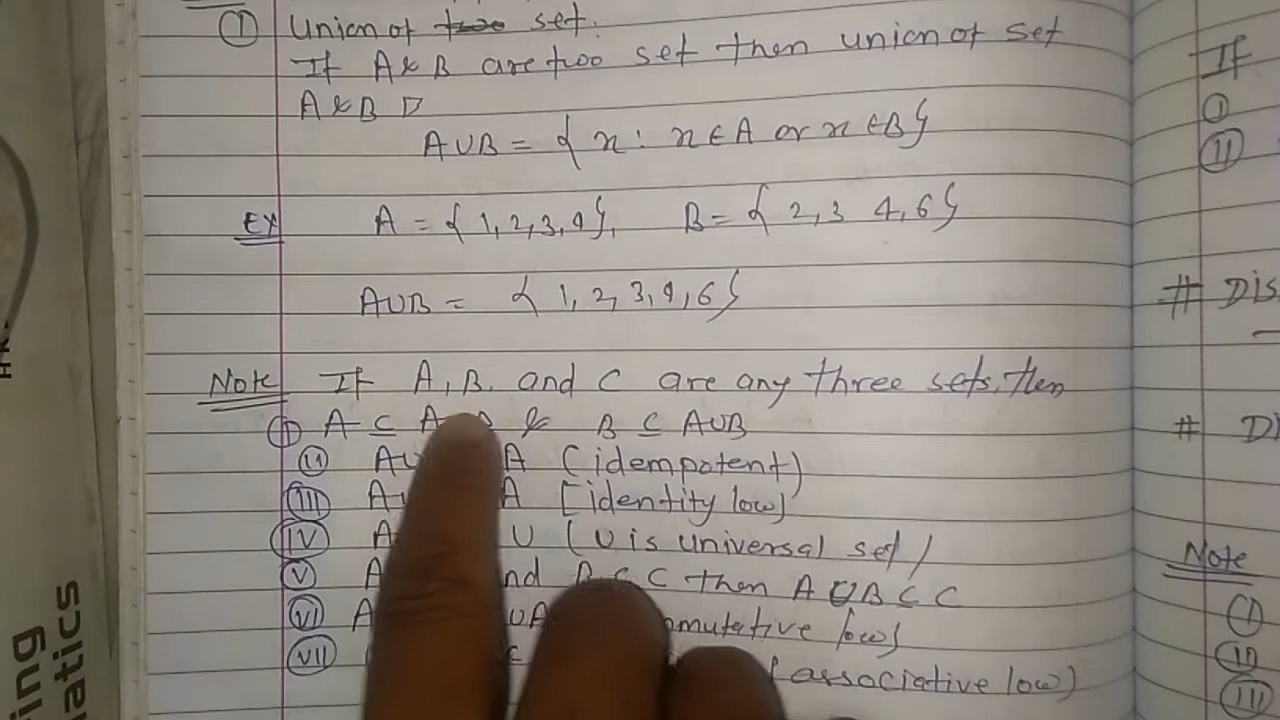 ① Union of set.
If A & B are two set then union of set
A & B
A∪B = { x : x ∈ A or x ∈ B }
Ex A = {1,2,3,4}, B = { 2,3 4,6 }
A∪B = { 1, 2, 3, 4, 6 }
Note If A, B, and C are any three sets, then
① A ⊆ A & B ⊆ A∪B
(II) A∪ A (idempotent)
(III) A A [identity low]
(IV) A U (U is universal set)
(V) A nd B ⊂ C then A∪B ⊂ C
(VI) A ∪A mmutative low]
(VII) C [associative low)
If
①
(II)
# Dis
# Di
Note
①
(II)
(III)
ing
atics